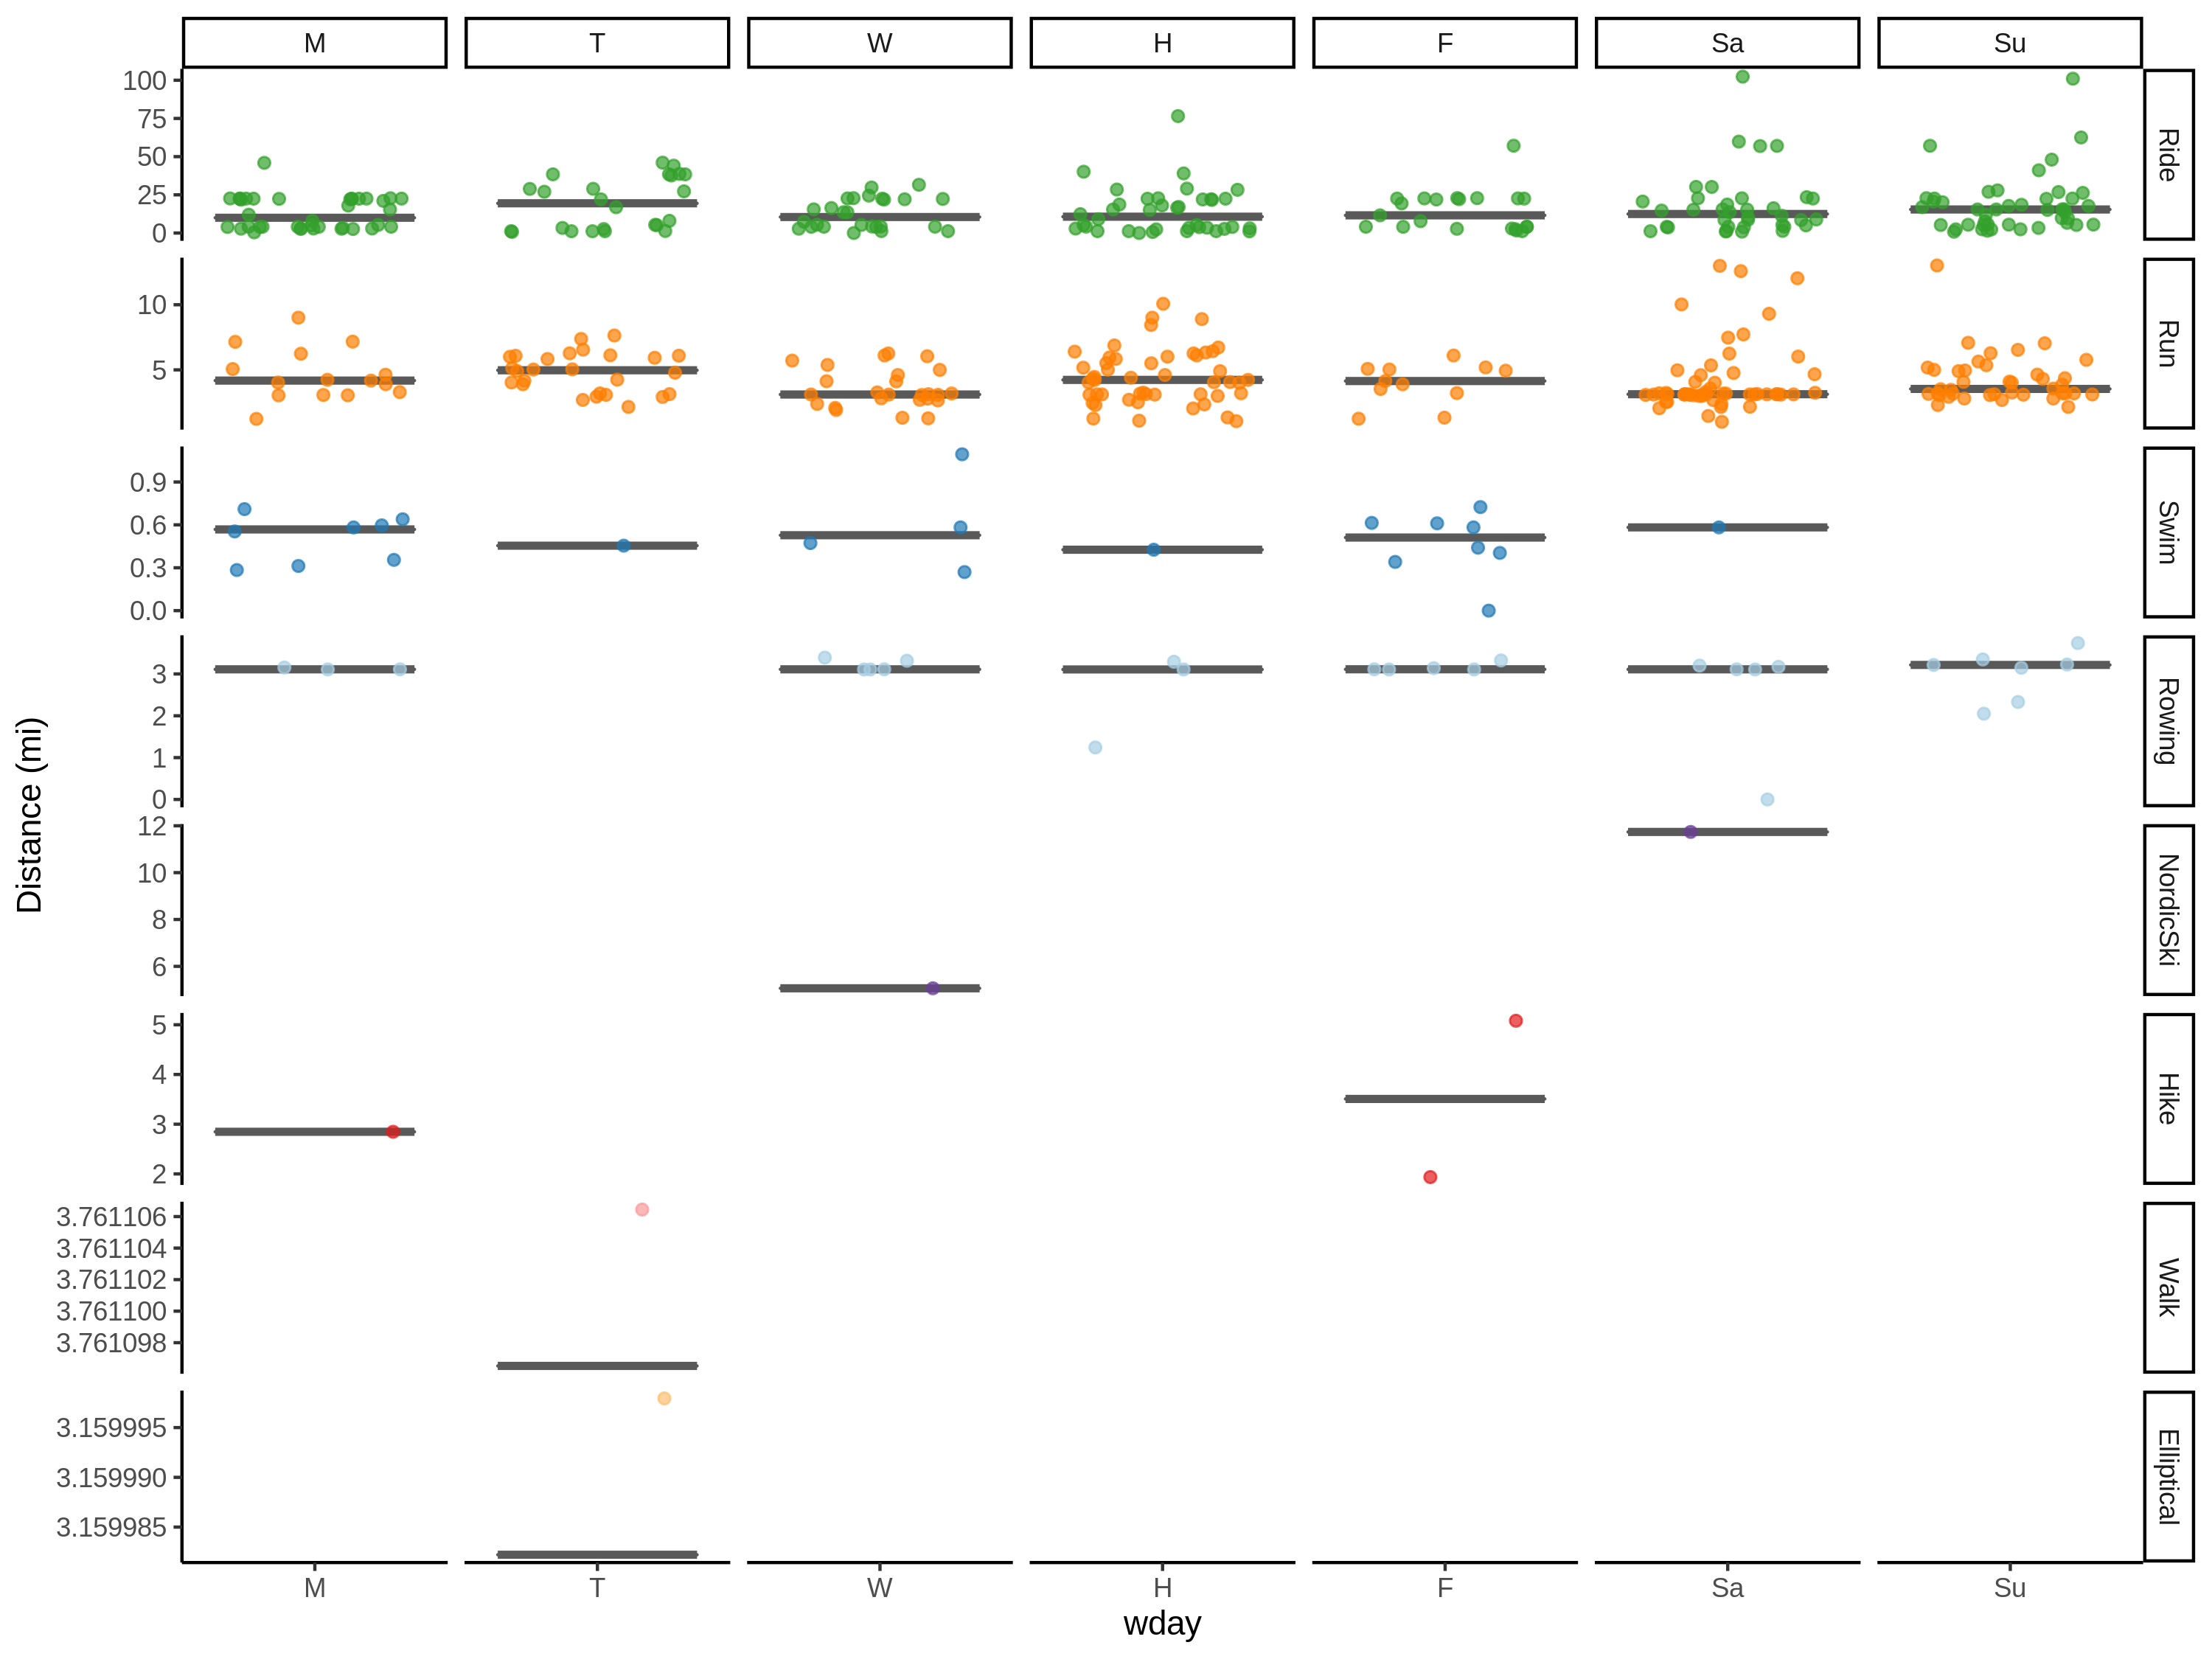 M T W H F Sa Su
100
75
50
25
0
Ride
10
5
Run
0.9
0.6
0.3
0.0
Swim
3
2
1
0
Rowing
12
10
8
6
NordicSki
5
4
3
2
Hike
3.761106
3.761104
3.761102
3.761100
3.761098
Walk
3.159995
3.159990
3.159985
Elliptical
Distance (mi)
M T W H F Sa Su
wday